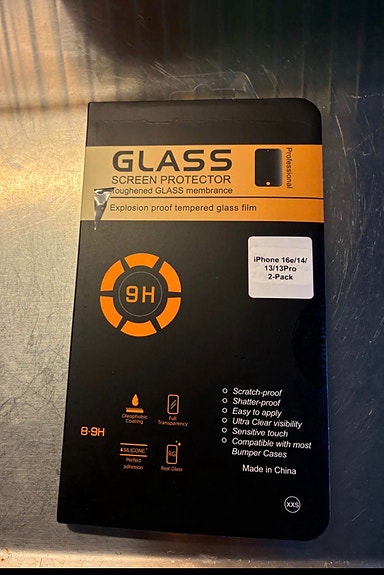 GLASS
SCREEN PROTECTOR
Toughened GLASS membrance
Professional
Explosion proof tempered glass film
iPhone 16e/14/
13/13Pro
2-Pack
9H
Oleophobic
Coating
Full
Transparency
8-9H
SILICONE
Perfect
adhesion
RG
Real Glass
Scratch-proof
Shatter-proof
Easy to apply
Ultra Clear visibility
Sensitive touch
Compatible with most
Bumper Cases
Made in China
XXS